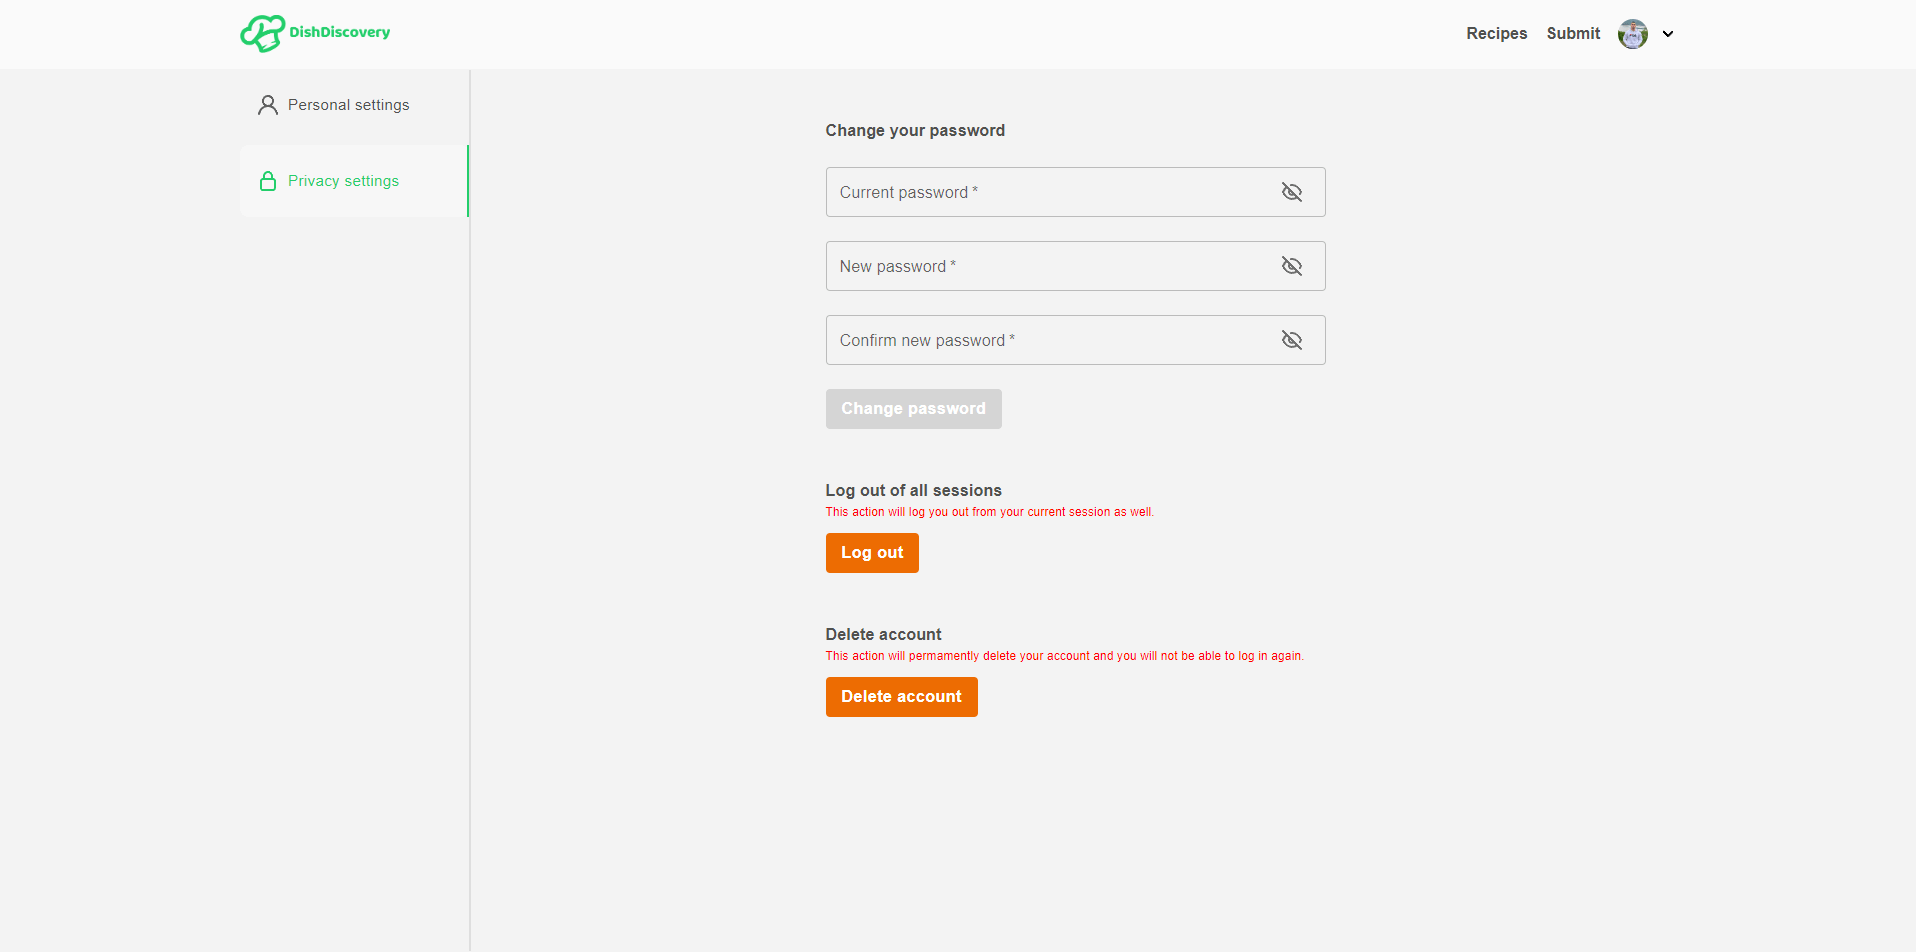 DishDiscovery
Recipes
Submit
Personal settings
Privacy settings
Change your password
Current password *
New password *
Confirm new password *
Change password
Log out of all sessions
This action will log you out from your current session as well.
Log out
Delete account
This action will permamently delete your account and you will not be able to log in again.
Delete account